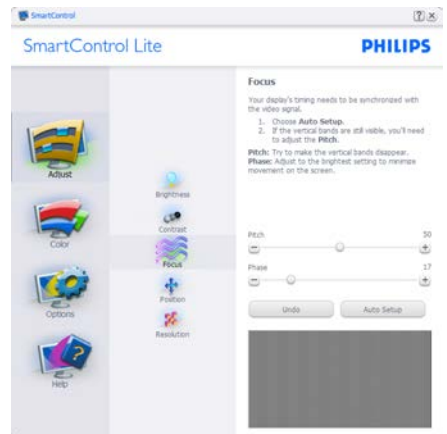 SmartControl
SmartControl Lite
PHILIPS
Adjust
Color
Options
Help
Brightness
Contrast
Focus
Position
Resolution
Focus
Your display's timing needs to be synchronized with
the video signal.
1. Choose Auto Setup.
2. If the vertical bands are still visible, you'll need
to adjust the Pitch.
Pitch: Try to make the vertical bands disappear.
Phase: Adjust to the brightest setting to minimize
movement on the screen.
Pitch 50
Phase 17
Undo Auto Setup